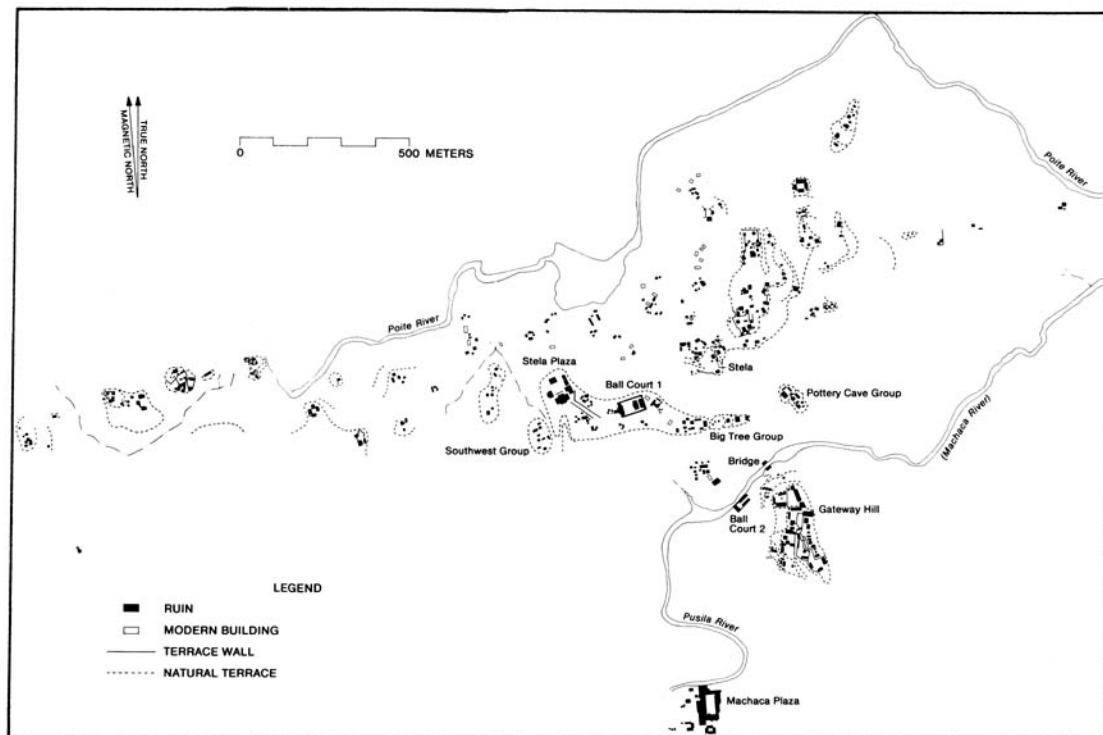 TRUE NORTH
MAGNETIC NORTH
0 500 METERS
Poite River
Poite River
Stela Plaza
Ball Court 1
Stela
Pottery Cave Group
Southwest Group
Big Tree Group
Bridge
(Machaca River)
Ball
Court 2
Gateway Hill
Pusila River
Machaca Plaza
LEGEND
RUIN
MODERN BUILDING
TERRACE WALL
NATURAL TERRACE